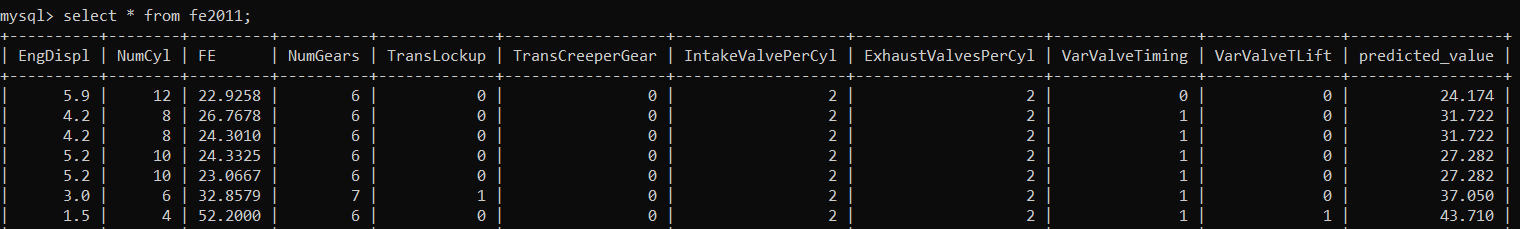 mysql> select * from fe2011;
+----------+--------+---------+----------+-------------+------------------+-------------------+----------------------+----------------+---------------+-----------------+
| EngDispl | NumCyl | FE      | NumGears | TransLockup | TransCreeperGear | IntakeValvePerCyl | ExhaustValvesPerCyl | VarValveTiming | VarValveTLift | predicted_value |
+----------+--------+---------+----------+-------------+------------------+-------------------+----------------------+----------------+---------------+-----------------+
|      5.9 |     12 | 22.9258 |        6 |           0 |                0 |                 2 |                   2 |              0 |             0 |          24.174 |
|      4.2 |      8 | 26.7678 |        6 |           0 |                0 |                 2 |                   2 |              1 |             0 |          31.722 |
|      4.2 |      8 | 24.3010 |        6 |           0 |                0 |                 2 |                   2 |              1 |             0 |          31.722 |
|      5.2 |     10 | 24.3325 |        6 |           0 |                0 |                 2 |                   2 |              1 |             0 |          27.282 |
|      5.2 |     10 | 23.0667 |        6 |           0 |                0 |                 2 |                   2 |              1 |             0 |          27.282 |
|      3.0 |      6 | 32.8579 |        7 |           1 |                0 |                 2 |                   2 |              1 |             0 |          37.050 |
|      1.5 |      4 | 52.2000 |        6 |           0 |                0 |                 2 |                   2 |              1 |             1 |          43.710 |